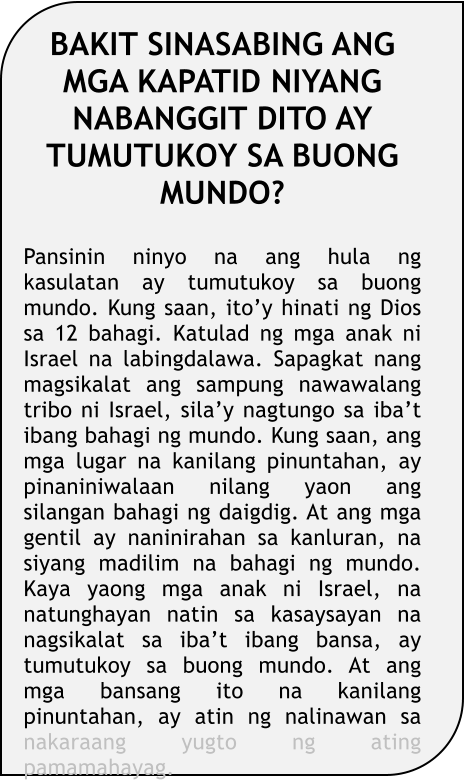 BAKIT SINASABING ANG
MGA KAPATID NIYANG
NABANGGIT DITO AY
TUMUTUKOY SA BUONG
MUNDO?
Pansinin ninyo na ang hula ng
kasulatan ay tumutukoy sa buong
mundo. Kung saan, ito’y hinati ng Dios
sa 12 bahagi. Katulad ng mga anak ni
Israel na labingdalawa. Sapagkat nang
magsikalat ang sampung nawawalang
tribo ni Israel, sila’y nagtungo sa iba’t
ibang bahagi ng mundo. Kung saan, ang
mga lugar na kanilang pinuntahan, ay
pinaniniwalaan nilang yaon ang
silangan bahagi ng daigdig. At ang mga
gentil ay naninirahan sa kanluran, na
siyang madilim na bahagi ng mundo.
Kaya yaong mga anak ni Israel, na
natunghayan natin sa kasaysayan na
nagsikalat sa iba’t ibang bansa, ay
tumutukoy sa buong mundo. At ang
mga bansang ito na kanilang
pinuntahan, ay atin ng nalinawan sa
nakaraang yugto ng ating
pamamahayag.